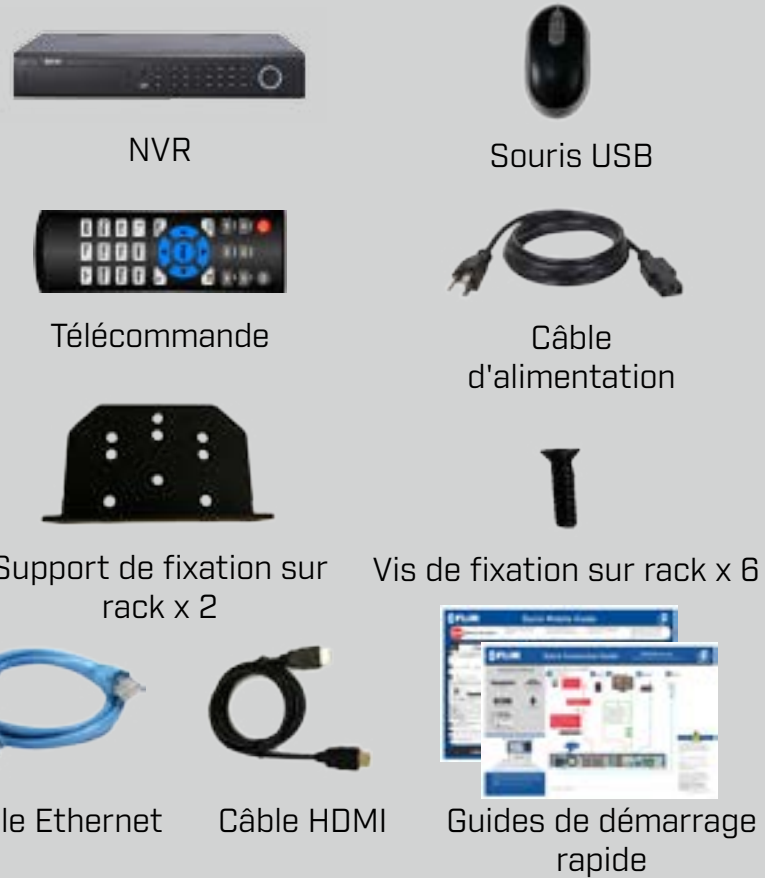 NVR
Souris USB
Télécommande
Câble
d'alimentation
Support de fixation sur
rack x 2
Vis de fixation sur rack x 6
FLIR
le Ethernet
Câble HDMI
Guides de démarrage
rapide